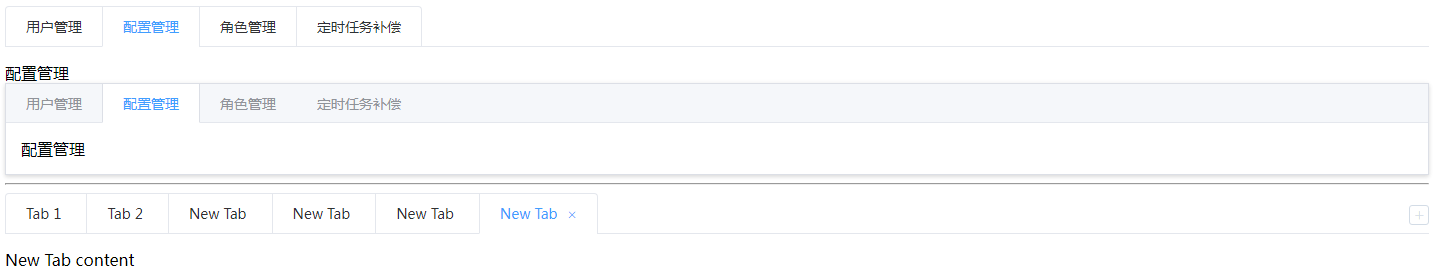 用户管理 配置管理 角色管理 定时任务补偿
配置管理
用户管理 配置管理 角色管理 定时任务补偿
配置管理
Tab 1 Tab 2 New Tab New Tab New Tab New Tab × +
New Tab content